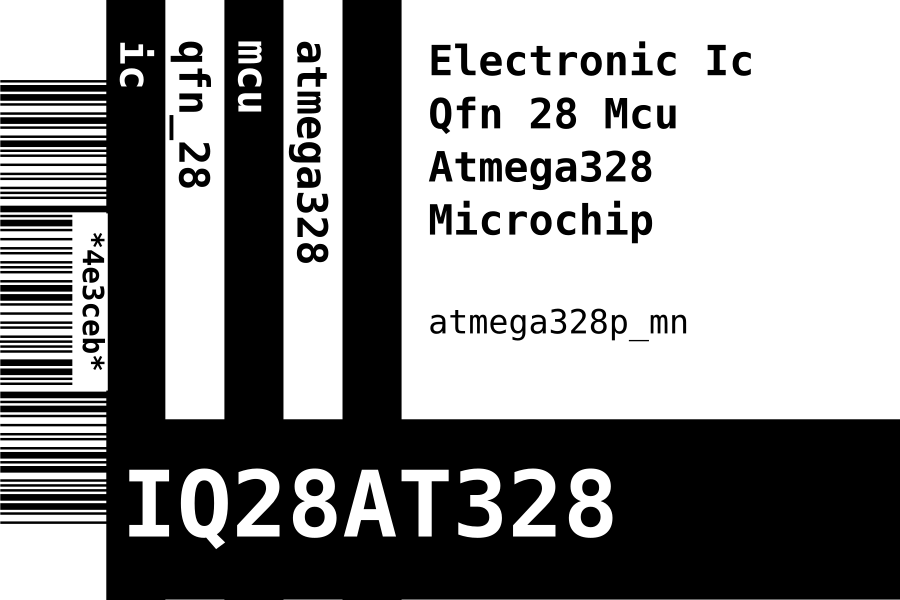 *4e3ceb*
ic
qfn_28
mcu
atmega328
Electronic Ic
Qfn 28 Mcu
Atmega328
Microchip
atmega328p_mn
IQ28AT328